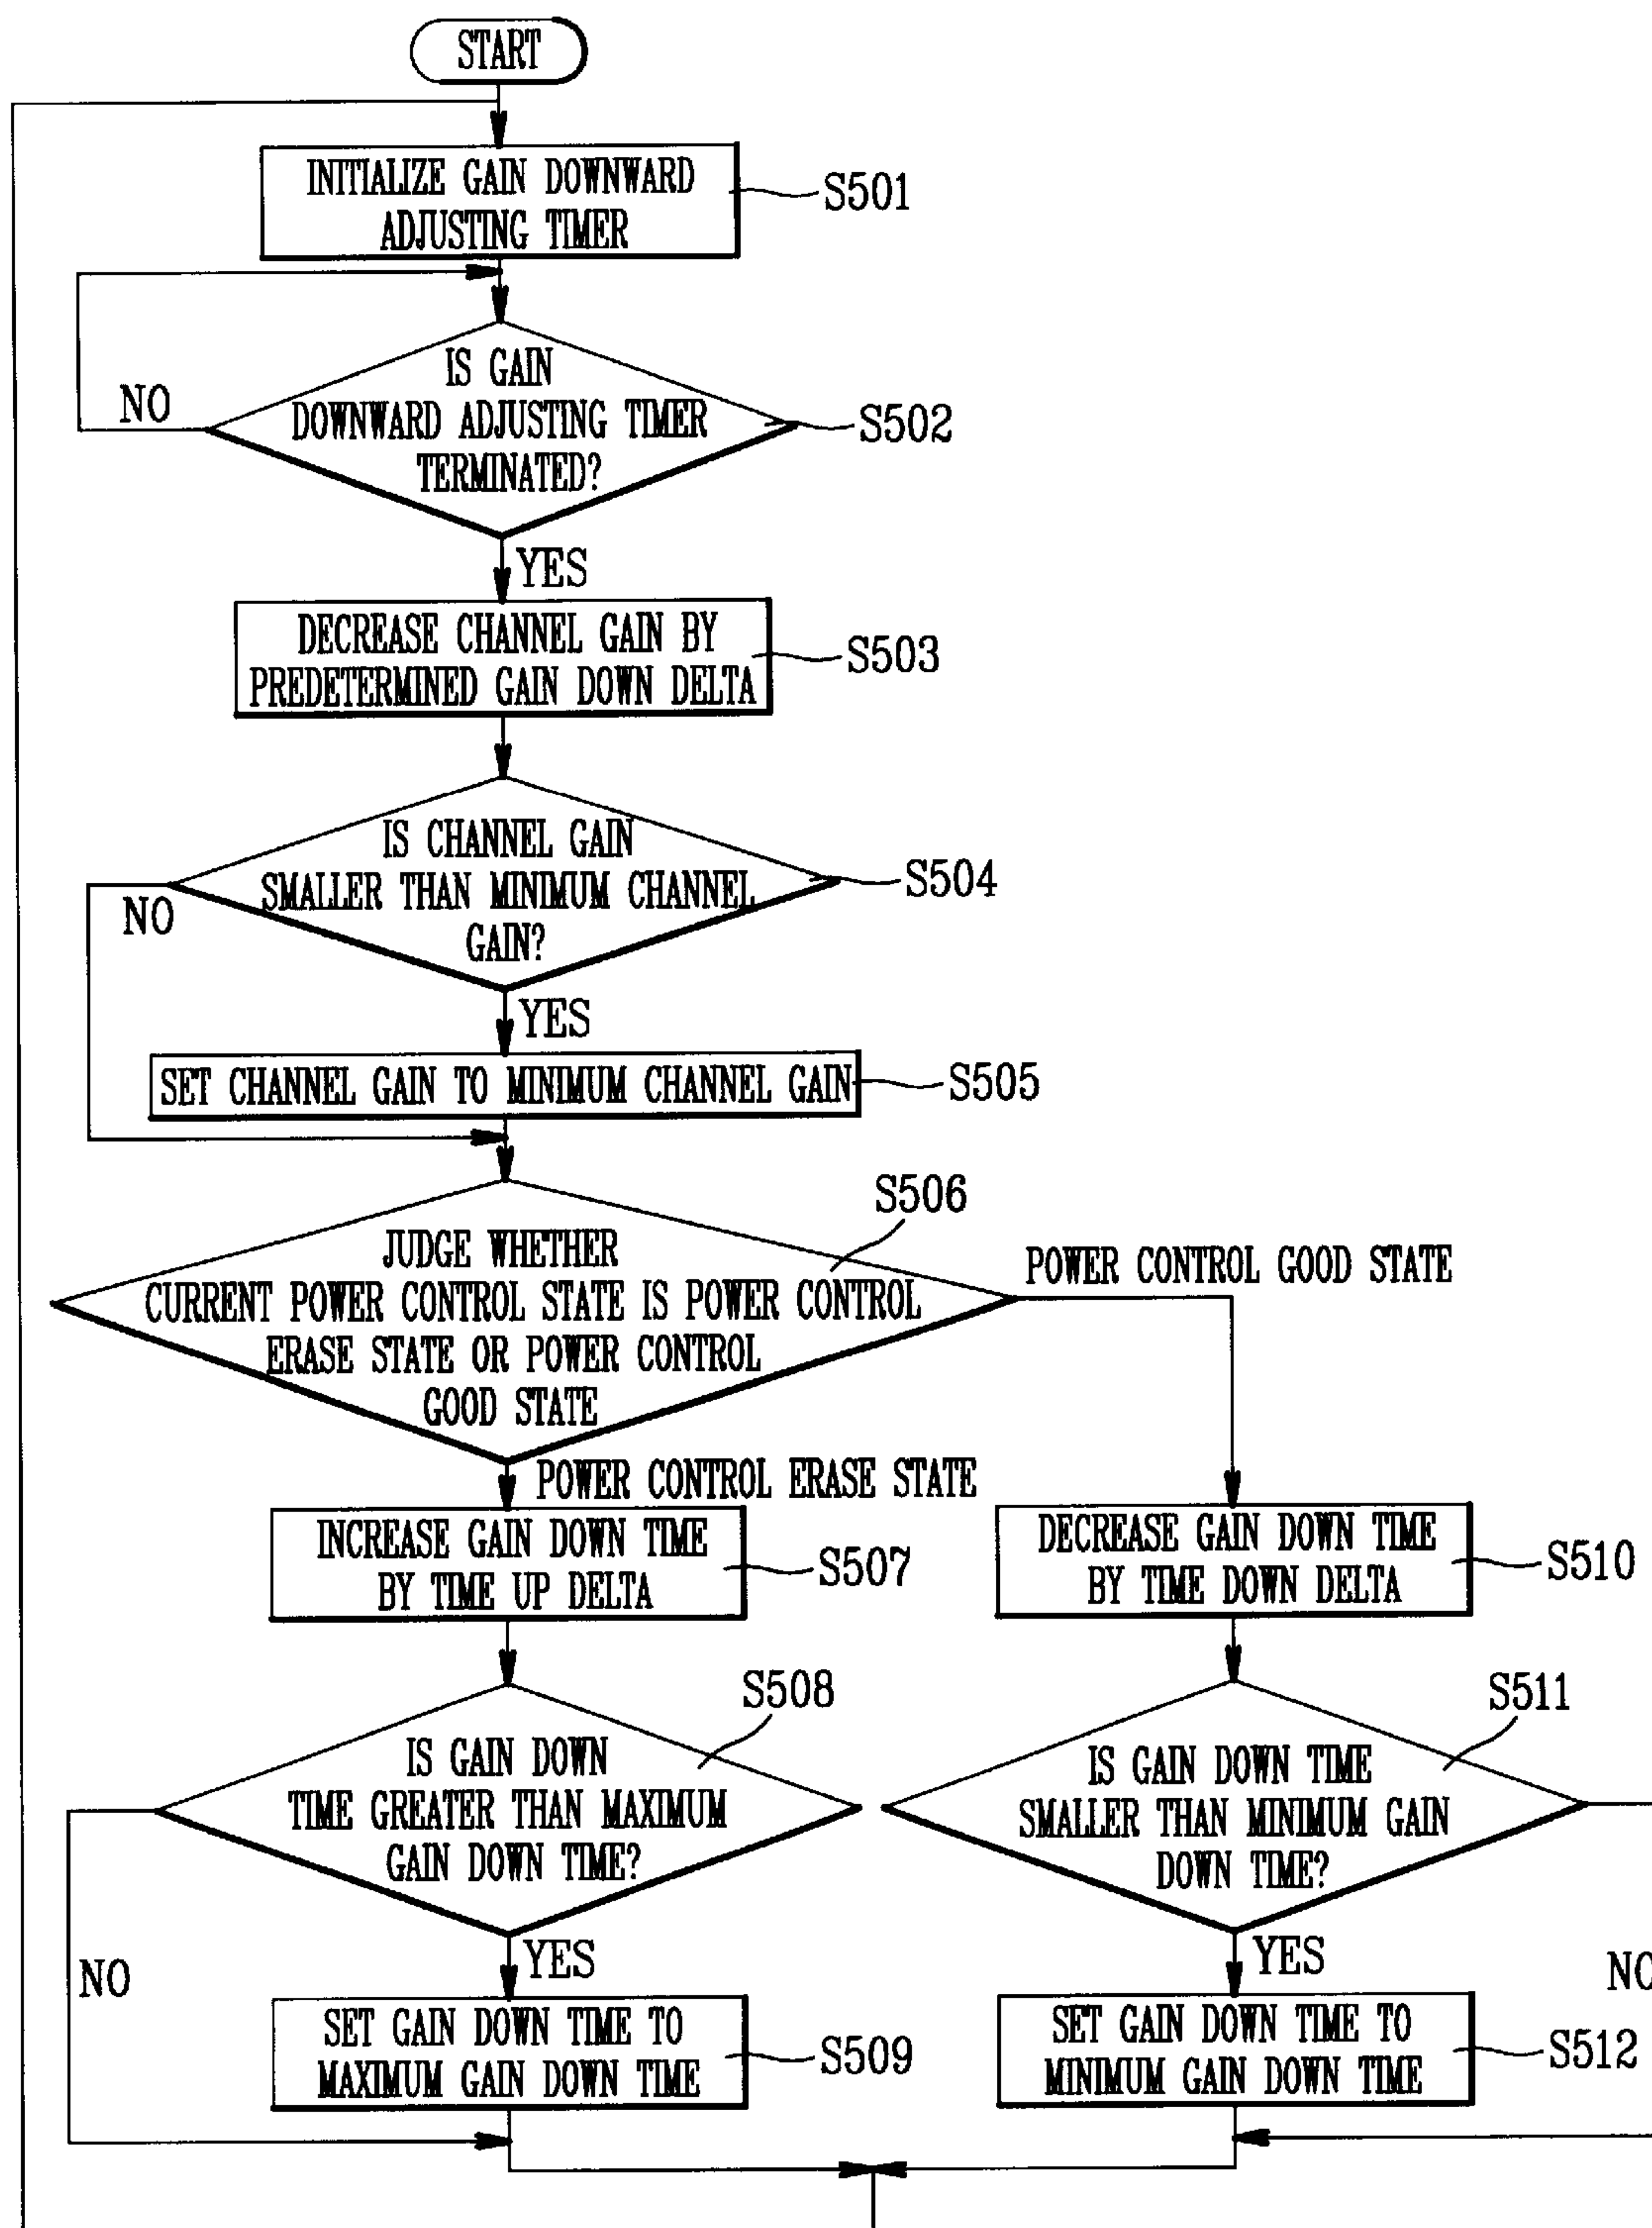 START
INITIALIZE GAIN DOWNWARD
ADJUSTING TIMER
S501
IS GAIN
DOWNWARD ADJUSTING TIMER
TERMINATED?
S502
NO
YES
DECREASE CHANNEL GAIN BY
PREDETERMINED GAIN DOWN DELTA
S503
IS CHANNEL GAIN
SMALLER THAN MINIMUM CHANNEL
GAIN?
S504
NO
YES
SET CHANNEL GAIN TO MINIMUM CHANNEL GAIN
S505
S506
JUDGE WHETHER
CURRENT POWER CONTROL STATE IS POWER CONTROL
ERASE STATE OR POWER CONTROL
GOOD STATE
POWER CONTROL GOOD STATE
POWER CONTROL ERASE STATE
INCREASE GAIN DOWN TIME
BY TIME UP DELTA
S507
DECREASE GAIN DOWN TIME
BY TIME DOWN DELTA
S510
S508
IS GAIN DOWN
TIME GREATER THAN MAXIMUM
GAIN DOWN TIME?
S511
IS GAIN DOWN TIME
SMALLER THAN MINIMUM GAIN
DOWN TIME?
NO
YES
YES
NO
SET GAIN DOWN TIME TO
MAXIMUM GAIN DOWN TIME
S509
SET GAIN DOWN TIME TO
MINIMUM GAIN DOWN TIME
S512